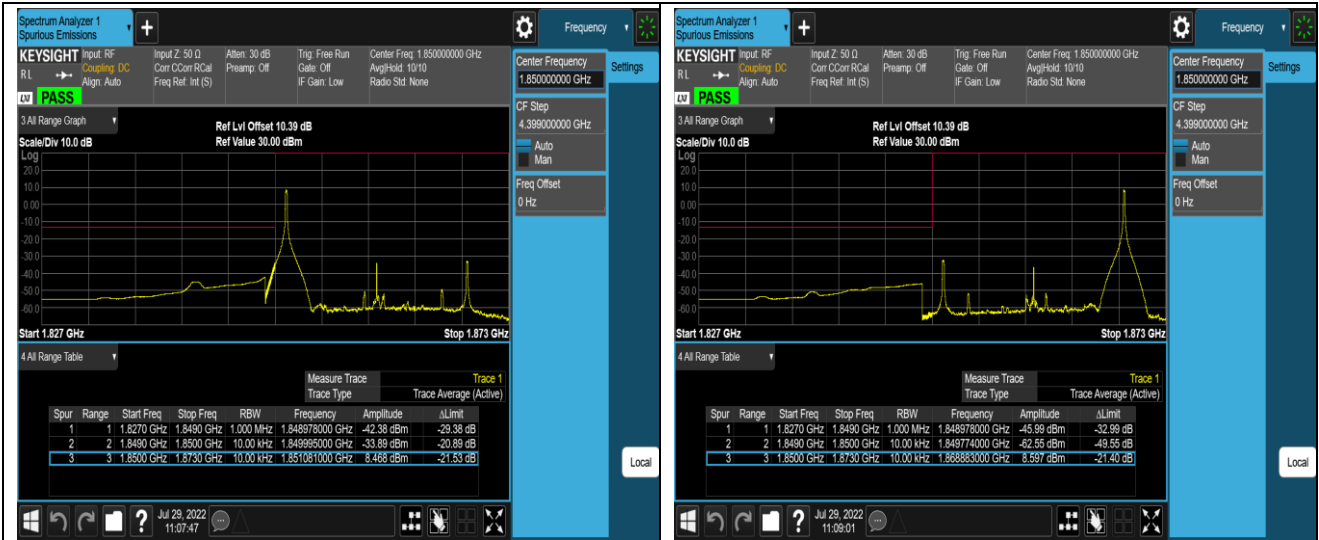 Spectrum Analyzer 1
Spurious Emissions
+
Frequency
KEYSIGHT Input: RF Input Z: 50 Ω Atten: 30 dB Trig: Free Run Center Freq: 1.850000000 GHz
RL Coupling: DC Corr CCorr RCal Preamp: Off Gate: Off Avg|Hold: 10/10
Align: Auto Freq Ref: Int (S) IF Gain: Low Radio Std: None
LXI PASS
Center Frequency
1.850000000 GHz
Settings
CF Step
4.399000000 GHz
Auto
Man
Freq Offset
0 Hz
3 All Range Graph
Ref Lvl Offset 10.39 dB
Scale/Div 10.0 dB Ref Value 30.00 dBm
Log
20.0
10.0
0.00
-10.0
-20.0
-30.0
-40.0
-50.0
-60.0
Start 1.827 GHz Stop 1.873 GHz
4 All Range Table
Measure Trace Trace 1
Trace Type Trace Average (Active)
Spur Range Start Freq Stop Freq RBW Frequency Amplitude ΔLimit
1 1 1.8270 GHz 1.8490 GHz 1.000 MHz 1.848978000 GHz -42.38 dBm -29.38 dB
2 2 1.8490 GHz 1.8500 GHz 10.00 kHz 1.849995000 GHz -33.89 dBm -20.89 dB
3 3 1.8500 GHz 1.8730 GHz 10.00 kHz 1.851081000 GHz 8.468 dBm -21.53 dB
Local
?
Jul 29, 2022
11:07:47
Spectrum Analyzer 1
Spurious Emissions
+
Frequency
KEYSIGHT Input: RF Input Z: 50 Ω Atten: 30 dB Trig: Free Run Center Freq: 1.850000000 GHz
RL Coupling: DC Corr CCorr RCal Preamp: Off Gate: Off Avg|Hold: 10/10
Align: Auto Freq Ref: Int (S) IF Gain: Low Radio Std: None
LXI PASS
Center Frequency
1.850000000 GHz
Settings
CF Step
4.399000000 GHz
Auto
Man
Freq Offset
0 Hz
3 All Range Graph
Ref Lvl Offset 10.39 dB
Scale/Div 10.0 dB Ref Value 30.00 dBm
Log
20.0
10.0
0.00
-10.0
-20.0
-30.0
-40.0
-50.0
-60.0
Start 1.827 GHz Stop 1.873 GHz
4 All Range Table
Measure Trace Trace 1
Trace Type Trace Average (Active)
Spur Range Start Freq Stop Freq RBW Frequency Amplitude ΔLimit
1 1 1.8270 GHz 1.8490 GHz 1.000 MHz 1.848978000 GHz -45.99 dBm -32.99 dB
2 2 1.8490 GHz 1.8500 GHz 10.00 kHz 1.849774000 GHz -62.55 dBm -49.55 dB
3 3 1.8500 GHz 1.8730 GHz 10.00 kHz 1.868883000 GHz 8.597 dBm -21.40 dB
Local
?
Jul 29, 2022
11:09:01